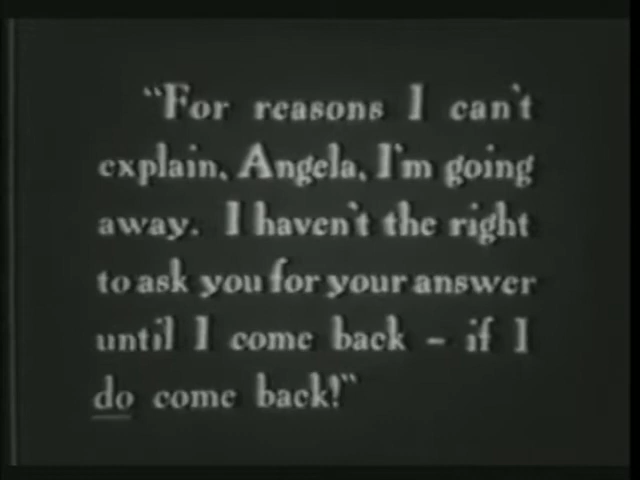 “For reasons I can't
explain, Angela, I'm going
away. I haven't the right
to ask you for your answer
until I come back – if I
do come back!”